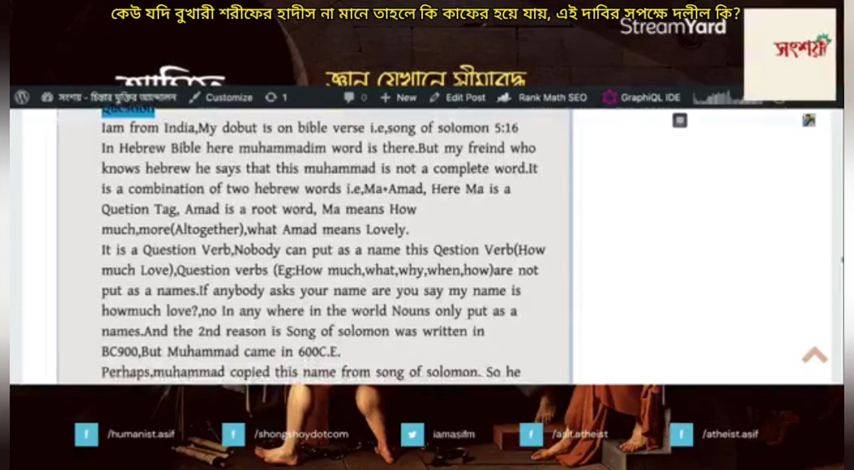 কেউ যদি বুখারী শরীফের হাদীস না মানে তাহলে কি কাফের হয়ে যায়, এই দাবির সপক্ষে দলীল কি?
StreamYard
সংশয়
জ্ঞান যেখানে সীমাবদ্ধ
সংশয় - চিন্তার মুক্তির আন্দোলন Customize 1 0 New Edit Post Rank Math SEO GraphiQL IDE
Question
Iam from India,My dobut is on bible verse i.e,song of solomon 5:16
In Hebrew Bible here muhammadim word is there.But my freind who
knows hebrew he says that this muhammad is not a complete word.It
is a combination of two hebrew words i.e,Ma+Amad, Here Ma is a
Quetion Tag, Amad is a root word, Ma means How
much,more(Altogether),what Amad means Lovely.
It is a Question Verb,Nobody can put as a name this Qestion Verb(How
much Love),Question verbs (Eg:How much,what,why,when,how)are not
put as a names.If anybody asks your name are you say my name is
howmuch love?,no In any where in the world Nouns only put as a
names.And the 2nd reason is Song of solomon was written in
BC900,But Muhammad came in 600C.E.
Perhaps,muhammad copied this name from song of solomon. So he
/humanist.asif
/shongshoydotcom
iamasifm
/asif.atheist
/atheist.asif